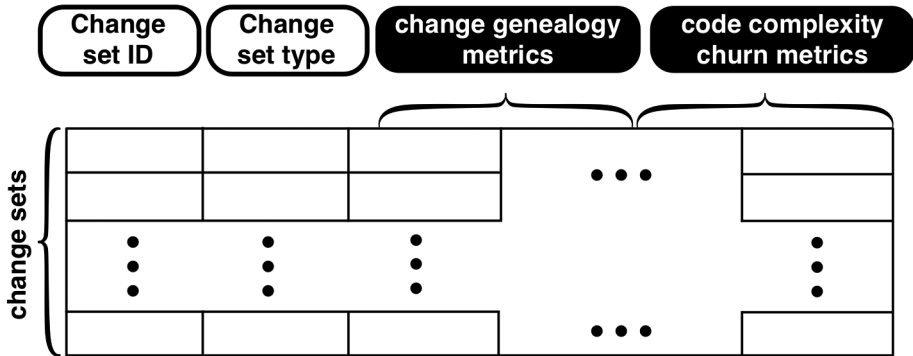 Change
set ID
Change
set type
change genealogy
metrics
code complexity
churn metrics
change sets